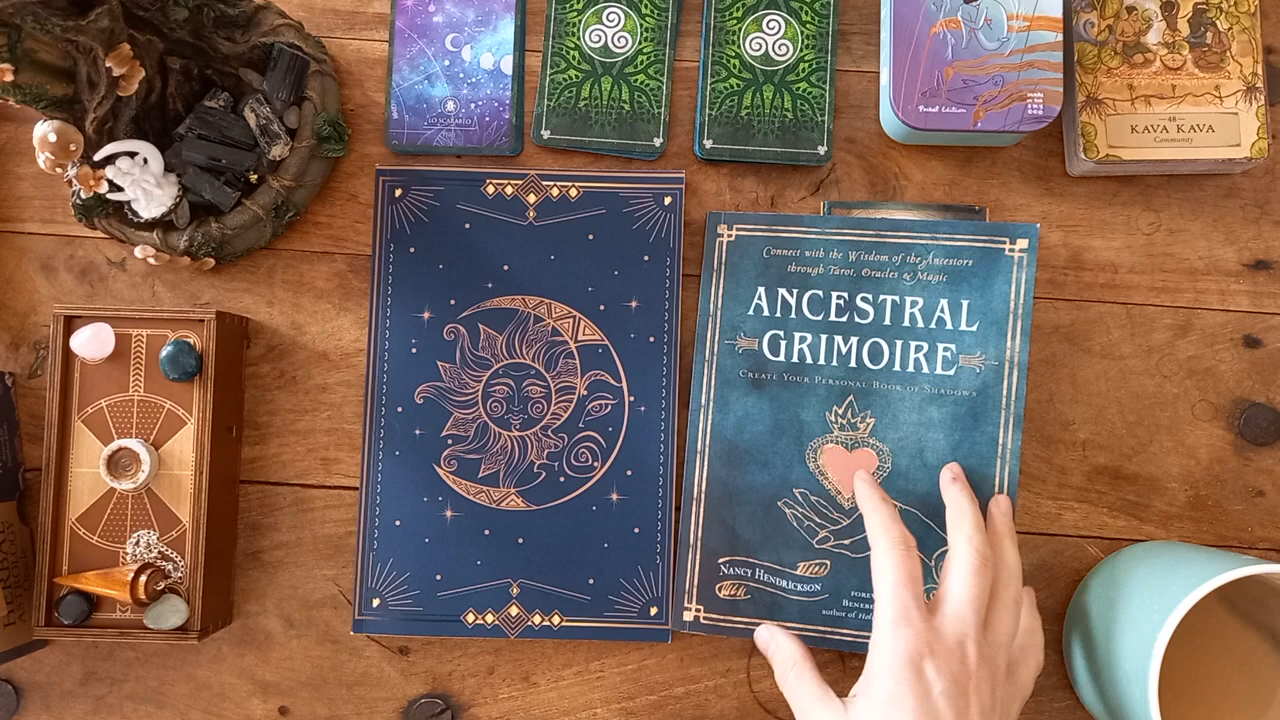 LO SCARABEO
Pocket Edition
48
KAVA KAVA
Community
Connect with the Wisdom of the Ancestors
through Tarot, Oracles & Magic
ANCESTRAL
GRIMOIRE
CREATE YOUR PERSONAL BOOK OF SHADOWS
NANCY HENDRICKSON
author of
HERBAL